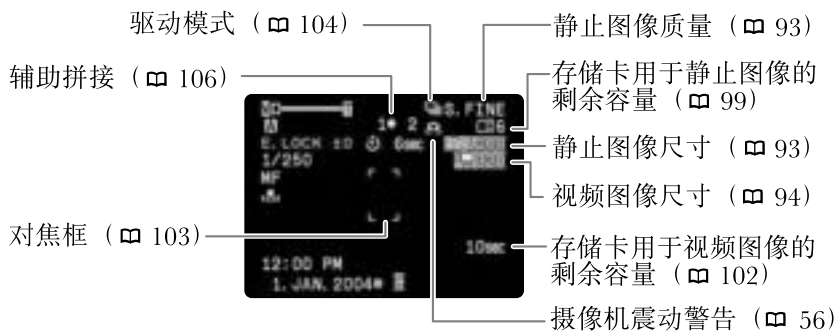 驱动模式（ 104）
静止图像质量（ 93）
辅助拼接（ 106）
存储卡用于静止图像的
剩余容量（ 99）
静止图像尺寸（ 93）
视频图像尺寸（ 94）
对焦框（ 103）
存储卡用于视频图像的
剩余容量（ 102）
摄像机震动警告（ 56）
S.FINE
1 2
6
E.LOCK ±0
1/250
MF
10sec
12:00 PM
1. JAN. 2004